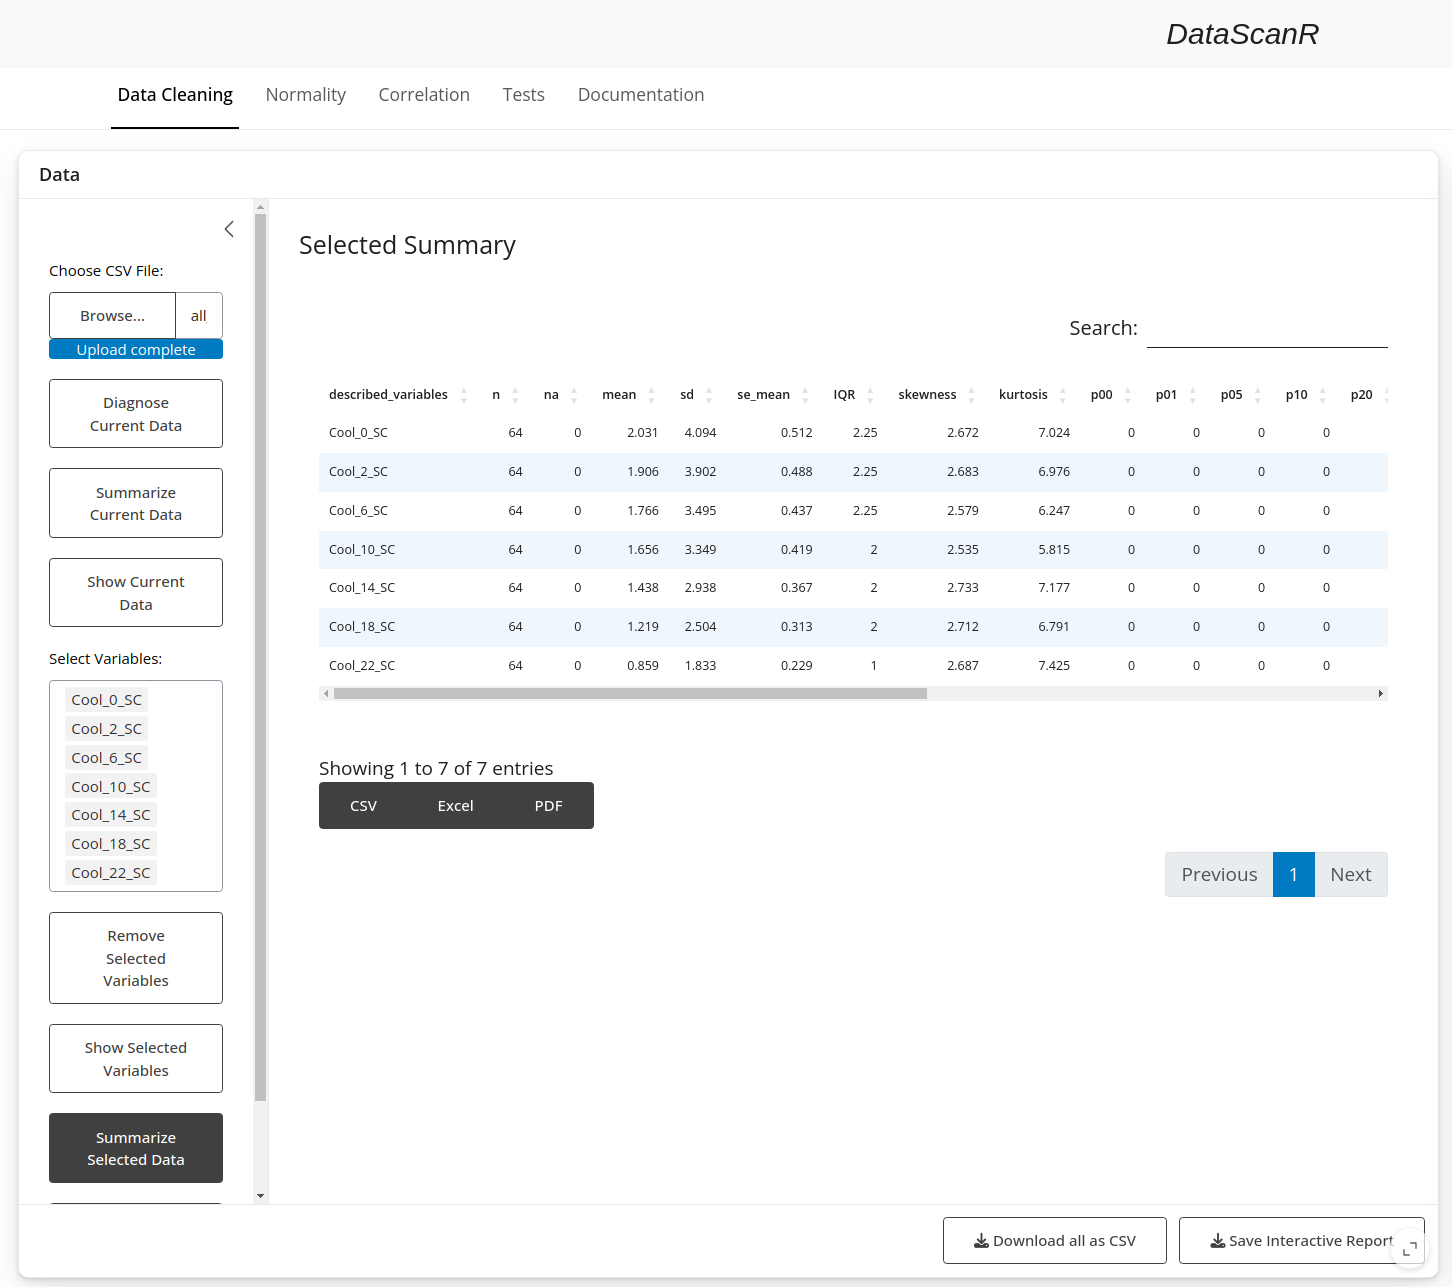 DataScanR
Data Cleaning Normality Correlation Tests Documentation
Data
Choose CSV File:
Browse... all
Upload complete
Diagnose
Current Data
Summarize
Current Data
Show Current
Data
Select Variables:
Cool_0_SC
Cool_2_SC
Cool_6_SC
Cool_10_SC
Cool_14_SC
Cool_18_SC
Cool_22_SC
Remove
Selected
Variables
Show Selected
Variables
Summarize
Selected Data
Selected Summary
Search:
described_variables n na mean sd se_mean IQR skewness kurtosis p00 p01 p05 p10 p20
Cool_0_SC 64 0 2.031 4.094 0.512 2.25 2.672 7.024 0 0 0 0
Cool_2_SC 64 0 1.906 3.902 0.488 2.25 2.683 6.976 0 0 0 0
Cool_6_SC 64 0 1.766 3.495 0.437 2.25 2.579 6.247 0 0 0 0
Cool_10_SC 64 0 1.656 3.349 0.419 2 2.535 5.815 0 0 0 0
Cool_14_SC 64 0 1.438 2.938 0.367 2 2.733 7.177 0 0 0 0
Cool_18_SC 64 0 1.219 2.504 0.313 2 2.712 6.791 0 0 0 0
Cool_22_SC 64 0 0.859 1.833 0.229 1 2.687 7.425 0 0 0 0
Showing 1 to 7 of 7 entries
CSV Excel PDF
Previous 1 Next
Download all as CSV Save Interactive Report